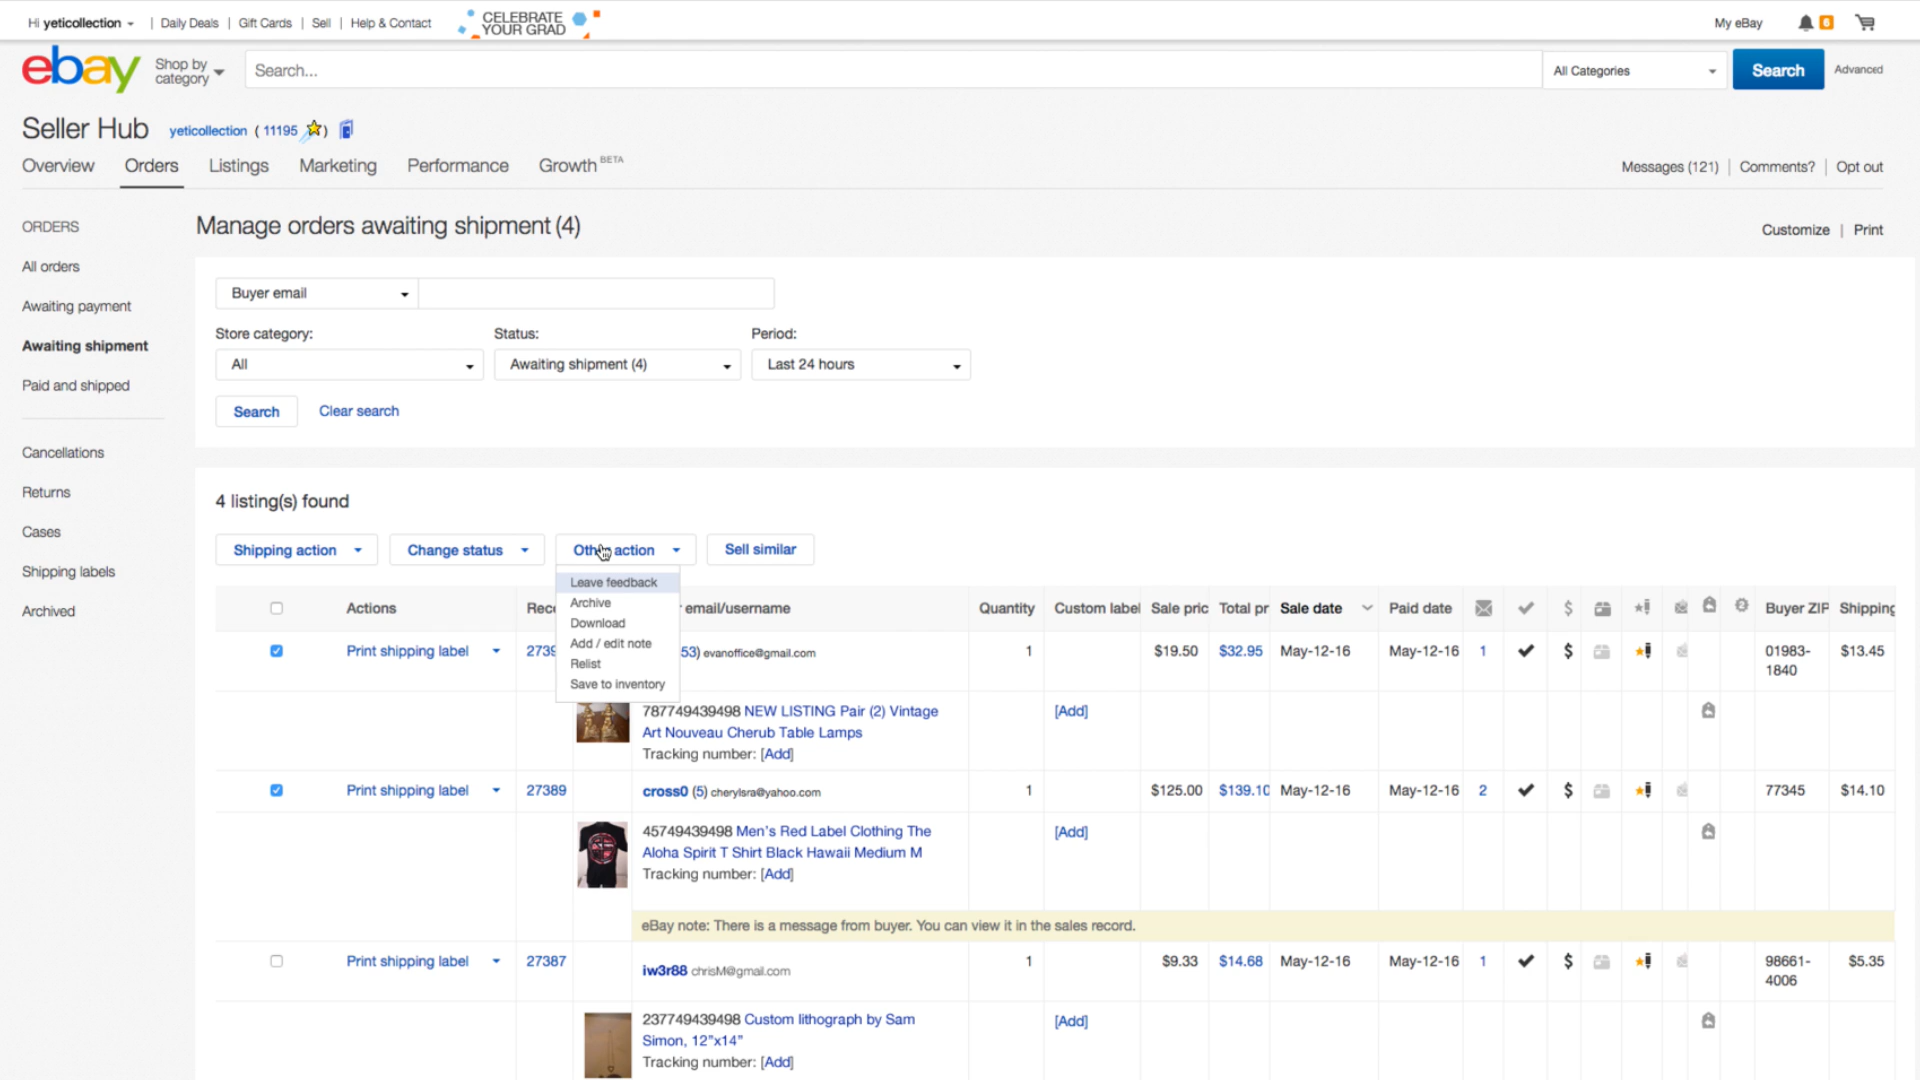 Hi yeticollection | Daily Deals | Gift Cards | Sell | Help & Contact CELEBRATE YOUR GRAD My eBay 6
ebay Shop by category Search... All Categories Search Advanced
Seller Hub yeticollection ( 11195 )
Overview Orders Listings Marketing Performance Growth BETA Messages (121) | Comments? | Opt out
ORDERS
All orders
Awaiting payment
Awaiting shipment
Paid and shipped
Cancellations
Returns
Cases
Shipping labels
Archived
Manage orders awaiting shipment (4) Customize | Print
Buyer email
Store category: Status: Period:
All Awaiting shipment (4) Last 24 hours
Search Clear search
4 listing(s) found
Shipping action Change status action Sell similar
Leave feedback
Archive
Download
Add / edit note
Relist
Save to inventory
Actions email/username Quantity Custom label Sale pric Total pr Sale date Paid date $ Buyer ZIP Shipping
Print shipping label 53) evanoffice@gmail.com 1 $19.50 $32.95 May-12-16 May-12-16 1 $ 01983- $13.45
1840
787749439498 NEW LISTING Pair (2) Vintage [Add]
Art Nouveau Cherub Table Lamps
Tracking number: [Add]
Print shipping label 27389 cross0 (5) cherylsra@yahoo.com 1 $125.00 $139.10 May-12-16 May-12-16 2 $ 77345 $14.10
45749439498 Men's Red Label Clothing The [Add]
Aloha Spirit T Shirt Black Hawaii Medium M
Tracking number: [Add]
eBay note: There is a message from buyer. You can view it in the sales record.
Print shipping label 27387 iw3r88 chrisM@gmail.com 1 $9.33 $14.68 May-12-16 May-12-16 1 $ 98661- $5.35
4006
237749439498 Custom lithograph by Sam [Add]
Simon, 12"x14"
Tracking number: [Add]